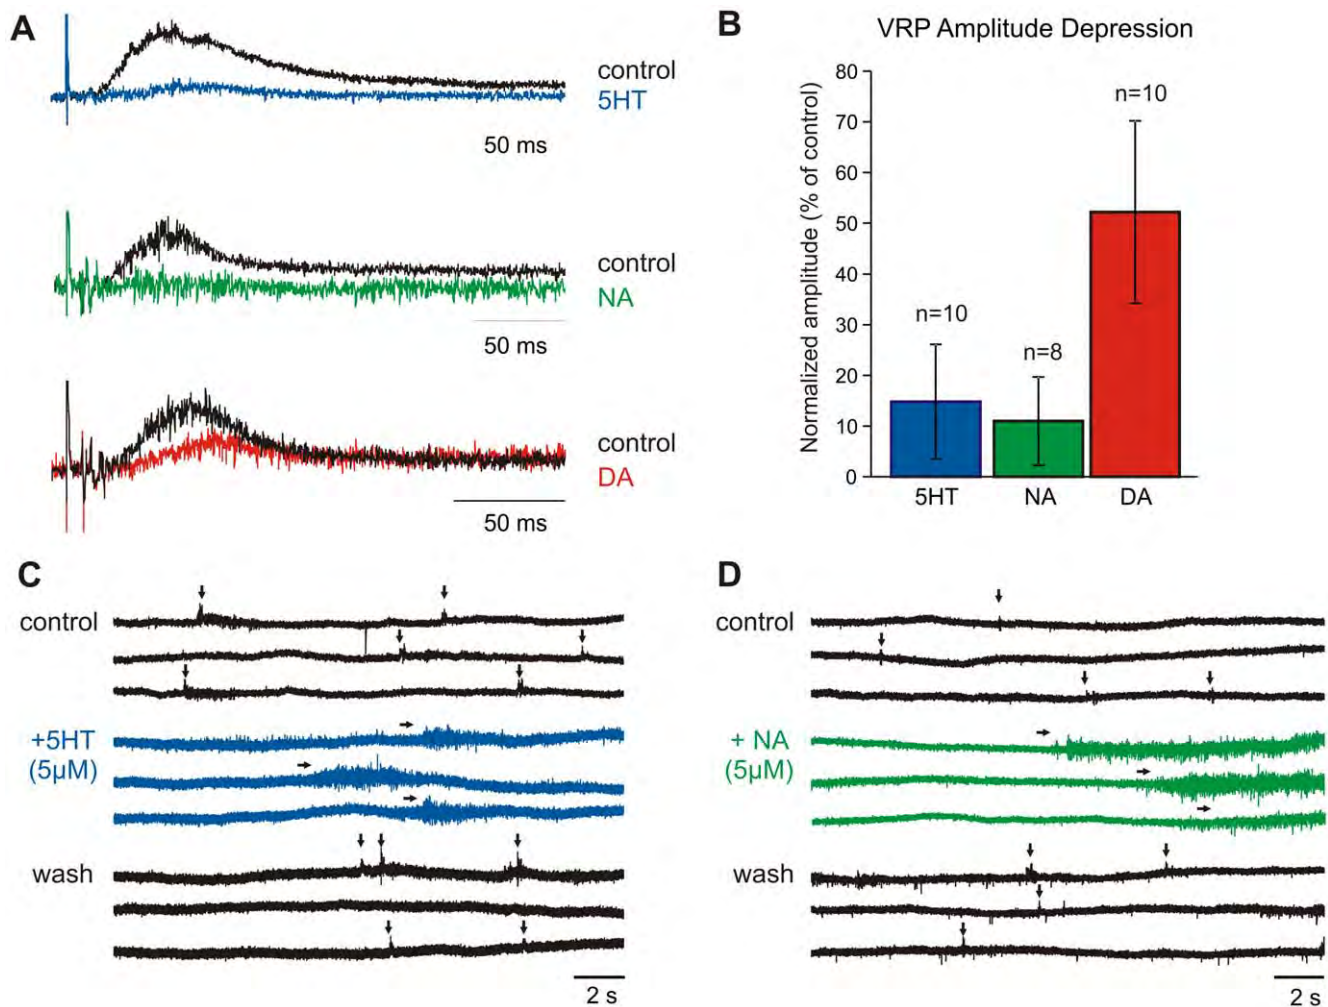 A
control
5HT
50 ms
control
NA
50 ms
control
DA
50 ms
B
VRP Amplitude Depression
Normalized amplitude (% of control)
80
70
60
50
40
30
20
10
0
n=10
n=8
n=10
5HT
NA
DA
C
control
+5HT
(5µM)
wash
2 s
D
control
+ NA
(5µM)
wash
2 s